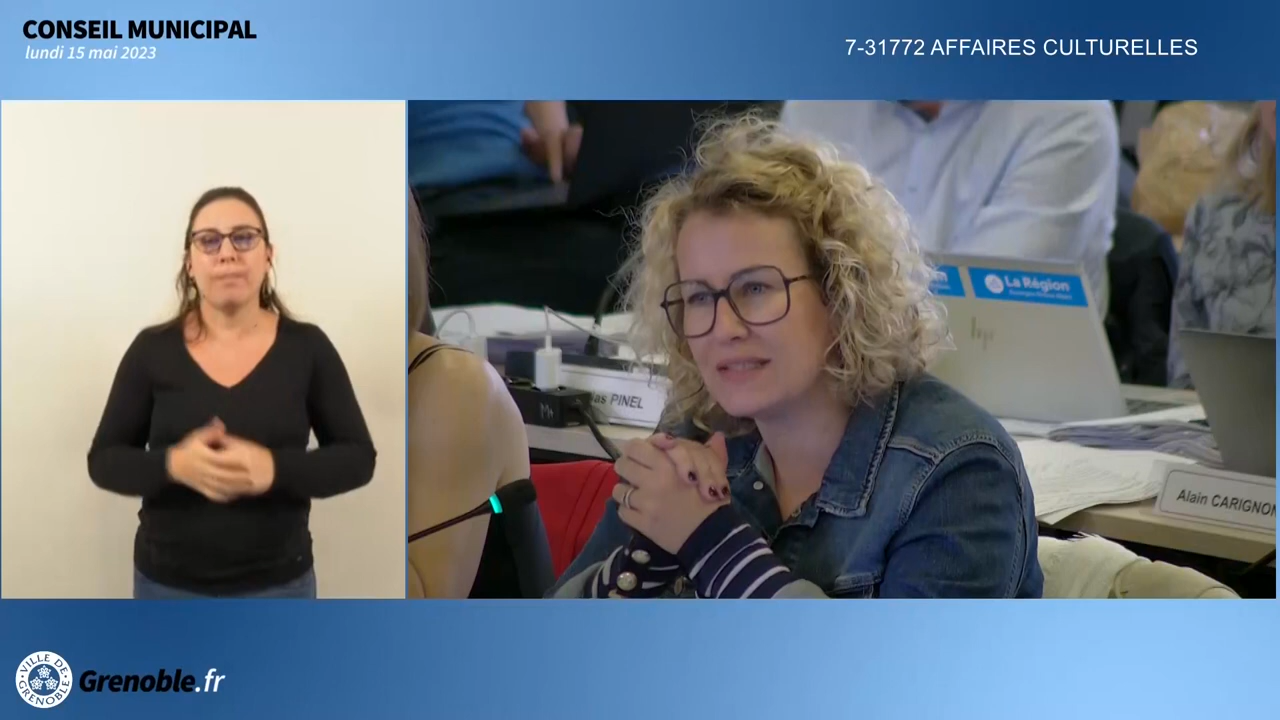 CONSEIL MUNICIPAL
lundi 15 mai 2023
7-31772 AFFAIRES CULTURELLES
La Région
hp
PINEL
Alain CARIGNON
VILLE DE GRENOBLE
Grenoble.fr